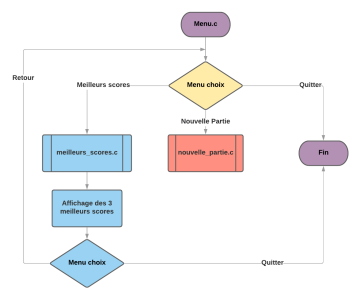 Menu.c
Retour
Meilleurs scores
Menu choix
Quitter
Nouvelle Partie
meilleurs_scores.c
nouvelle_partie.c
Fin
Affichage des 3
meilleurs scores
Menu choix
Quitter